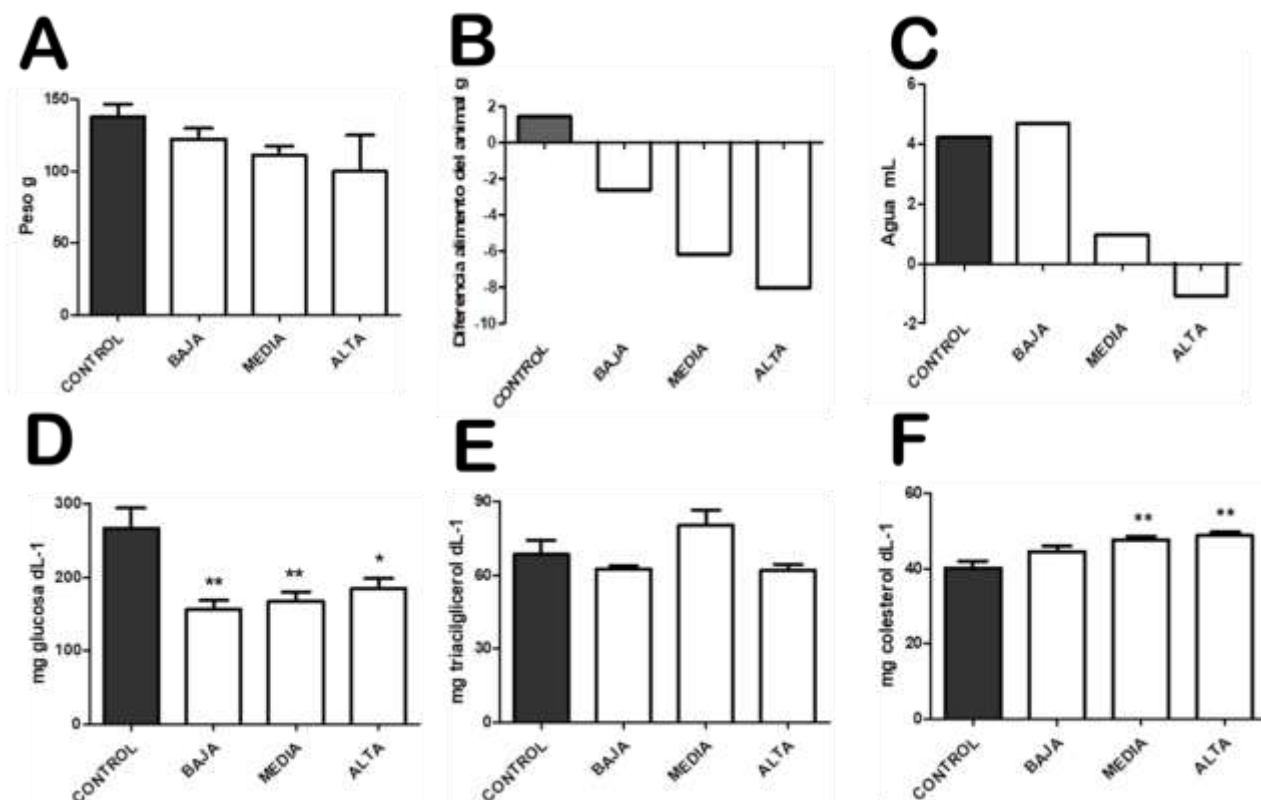 A
Peso g
150
100
50
0
CONTROL
BAJA
MEDIA
ALTA
B
Diferencia alimento del animal g
2
0
-2
-4
-6
-8
-10
CONTROL
BAJA
MEDIA
ALTA
C
Agua mL
6
4
2
0
-2
CONTROL
BAJA
MEDIA
ALTA
D
mg glucosa dL-1
300
200
100
0
**
**
*
CONTROL
BAJA
MEDIA
ALTA
E
mg triacilglicerol dL-1
90
60
30
0
CONTROL
BAJA
MEDIA
ALTA
F
mg colesterol dL-1
60
40
20
0
**
**
CONTROL
BAJA
MEDIA
ALTA